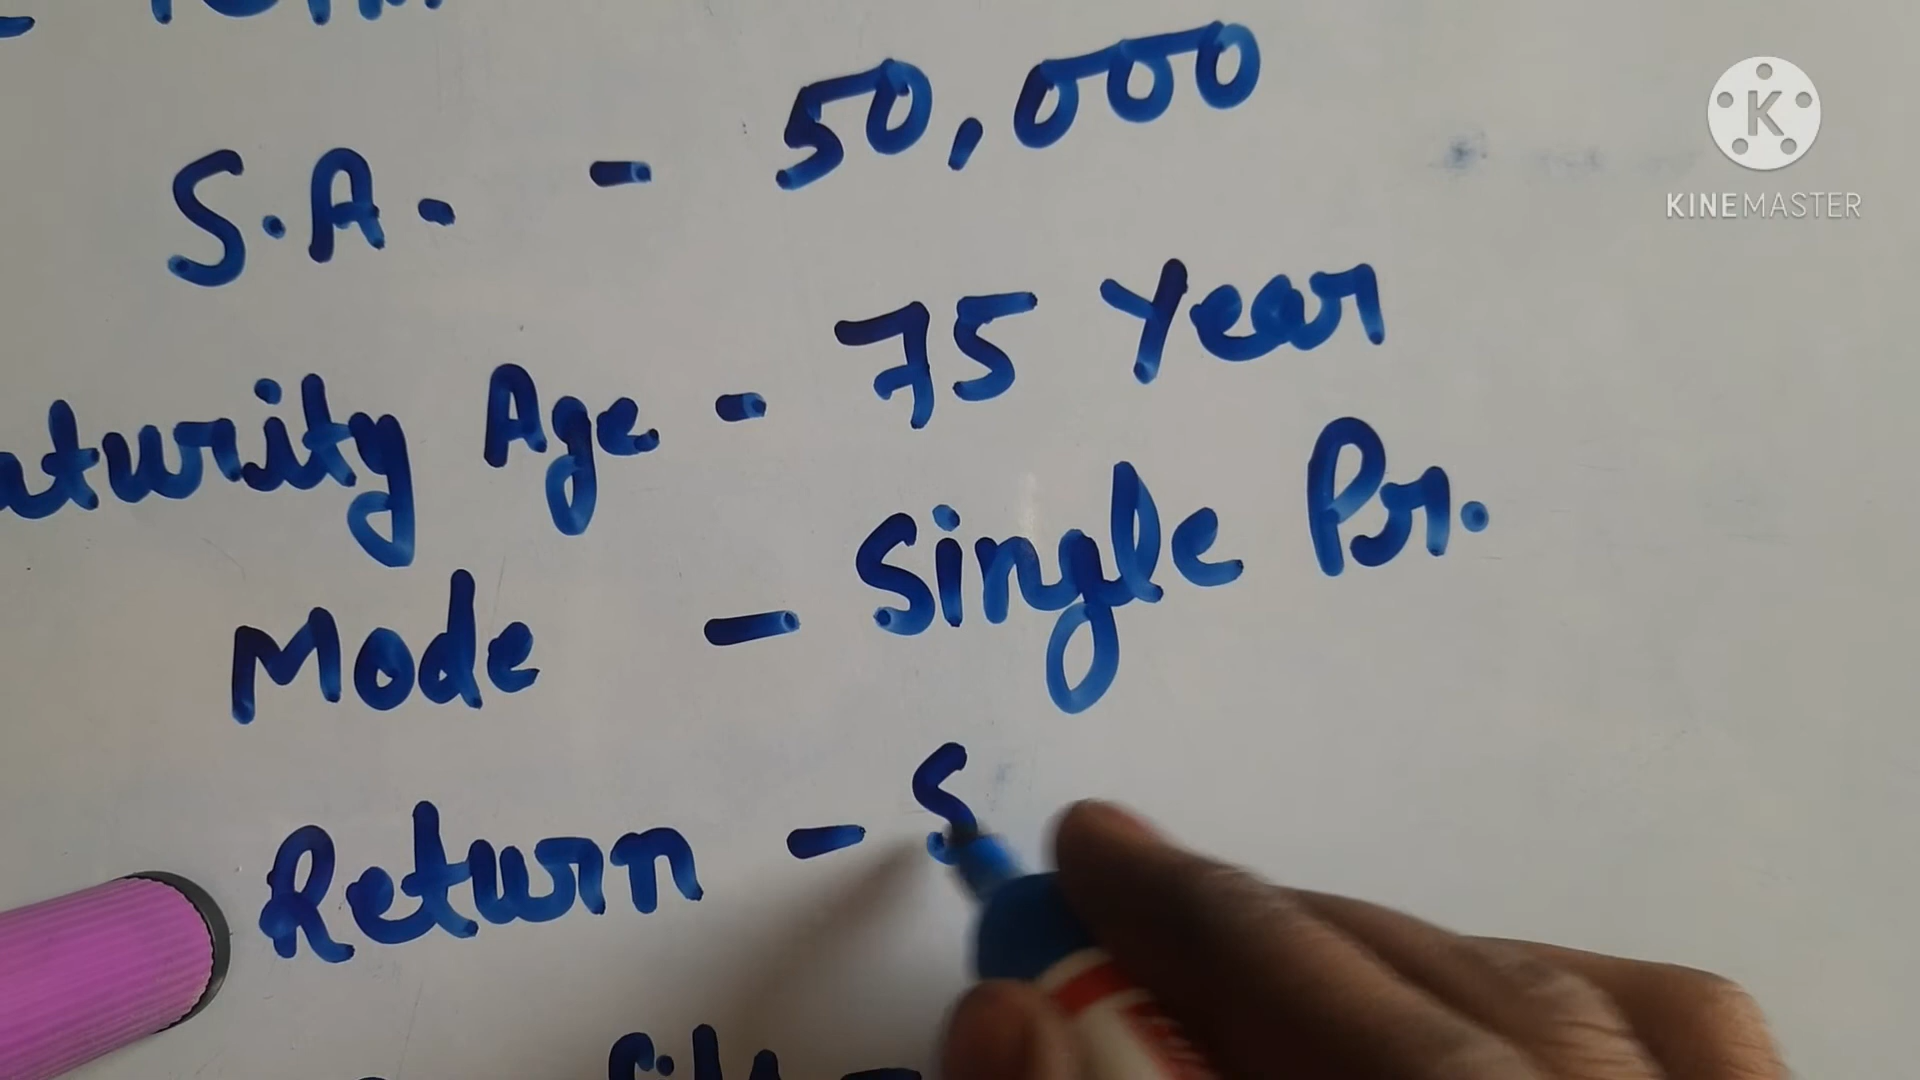 S.A. - 50,000
aturity Age - 75 Year
Mode - Single Pr.
Return - S
K
KINEMASTER